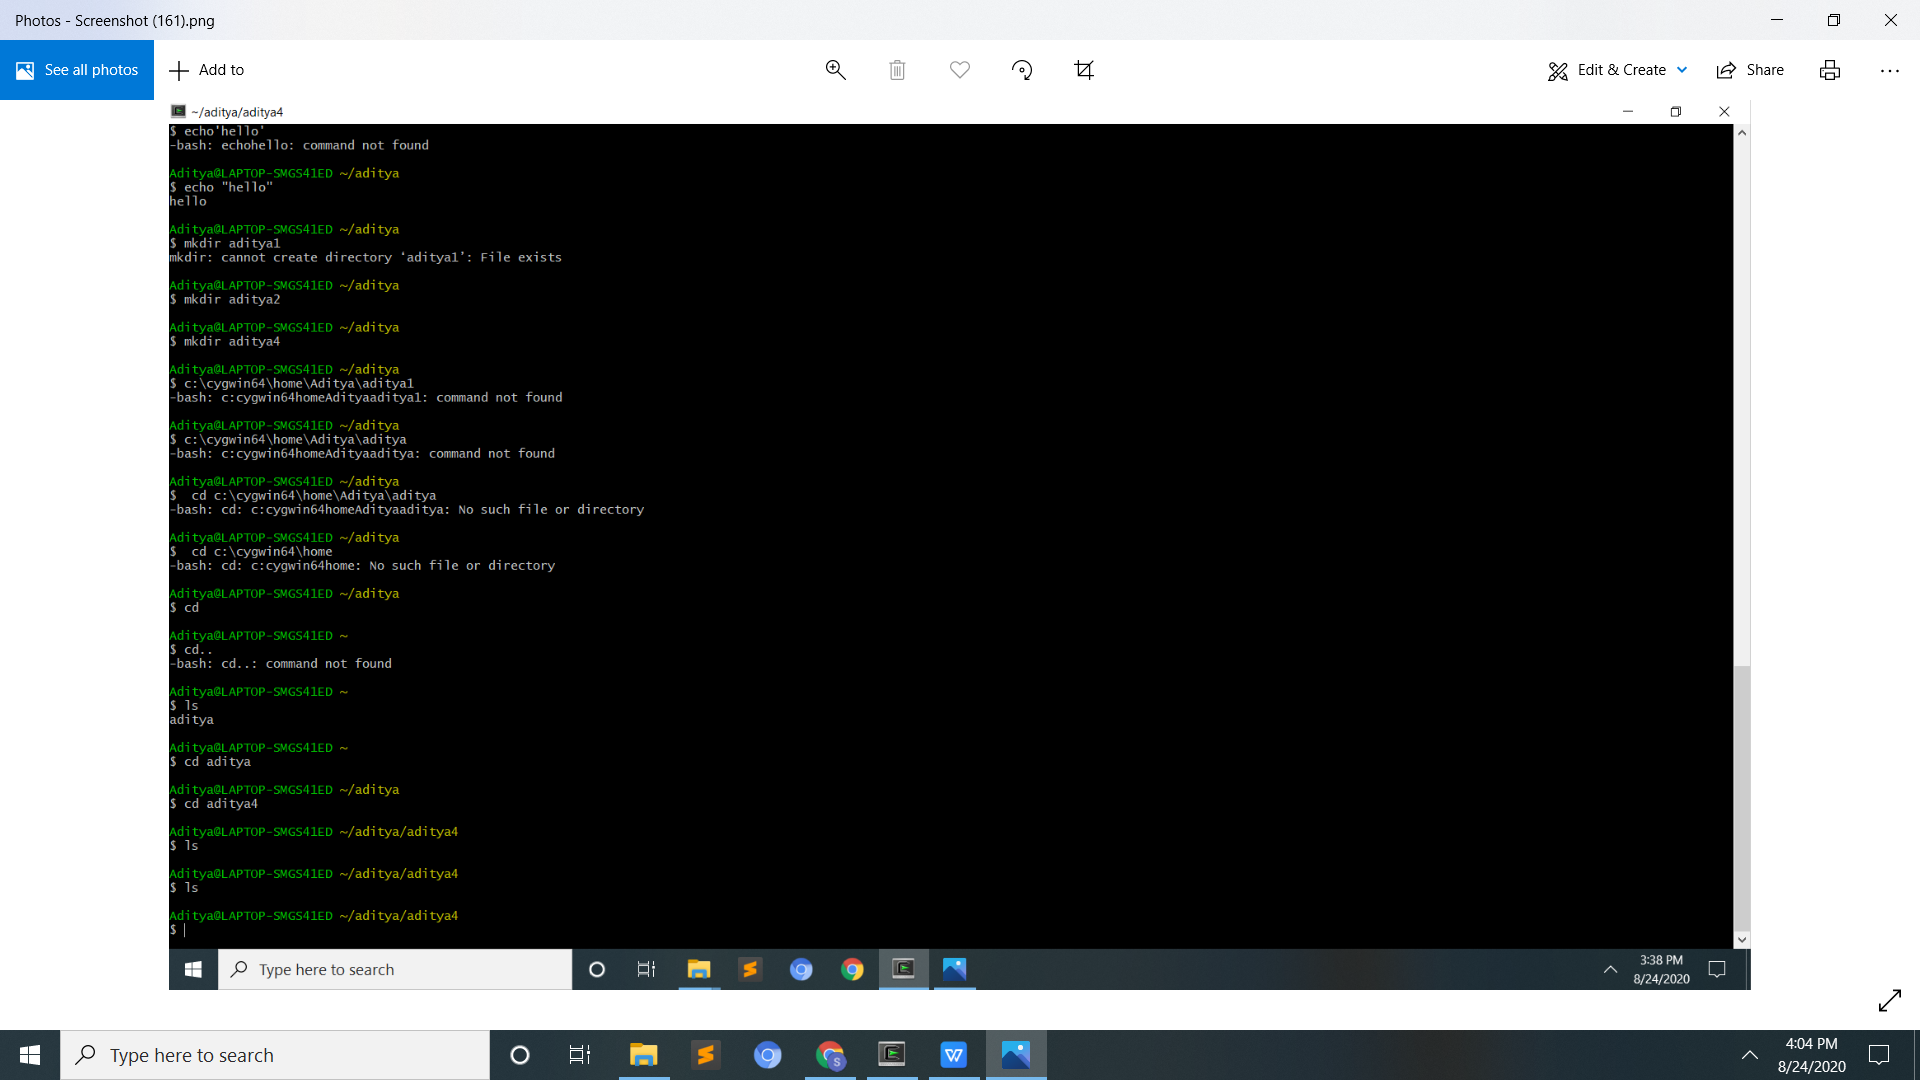 Photos - Screenshot (161).png
See all photos
Add to
Edit & Create
Share
~/aditya/aditya4
$ echo'hello'
-bash: echohello: command not found
Aditya@LAPTOP-SMGS41ED ~/aditya
$ echo "hello"
hello
Aditya@LAPTOP-SMGS41ED ~/aditya
$ mkdir aditya1
mkdir: cannot create directory ‘aditya1’: File exists
Aditya@LAPTOP-SMGS41ED ~/aditya
$ mkdir aditya2
Aditya@LAPTOP-SMGS41ED ~/aditya
$ mkdir aditya4
Aditya@LAPTOP-SMGS41ED ~/aditya
$ c:\cygwin64\home\Aditya\aditya1
-bash: c:cygwin64homeAdityaaditya1: command not found
Aditya@LAPTOP-SMGS41ED ~/aditya
$ c:\cygwin64\home\Aditya\aditya
-bash: c:cygwin64homeAdityaaditya: command not found
Aditya@LAPTOP-SMGS41ED ~/aditya
$  cd c:\cygwin64\home\Aditya\aditya
-bash: cd: c:cygwin64homeAdityaaditya: No such file or directory
Aditya@LAPTOP-SMGS41ED ~/aditya
$  cd c:\cygwin64\home
-bash: cd: c:cygwin64home: No such file or directory
Aditya@LAPTOP-SMGS41ED ~/aditya
$ cd
Aditya@LAPTOP-SMGS41ED ~
$ cd..
-bash: cd..: command not found
Aditya@LAPTOP-SMGS41ED ~
$ ls
aditya
Aditya@LAPTOP-SMGS41ED ~
$ cd aditya
Aditya@LAPTOP-SMGS41ED ~/aditya
$ cd aditya4
Aditya@LAPTOP-SMGS41ED ~/aditya/aditya4
$ ls
Aditya@LAPTOP-SMGS41ED ~/aditya/aditya4
$ ls
Aditya@LAPTOP-SMGS41ED ~/aditya/aditya4
$
Type here to search
3:38 PM
8/24/2020
Type here to search
4:04 PM
8/24/2020